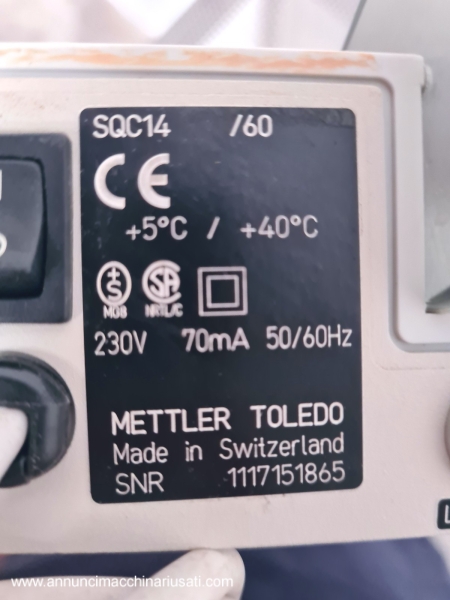 SQC14 /60
CE
+5°C / +40°C
+S SA
MOB NRTL/C
230V 70mA 50/60Hz
METTLER TOLEDO
Made in Switzerland
SNR 1117151865
L
www.annuncimacchinariusati.com